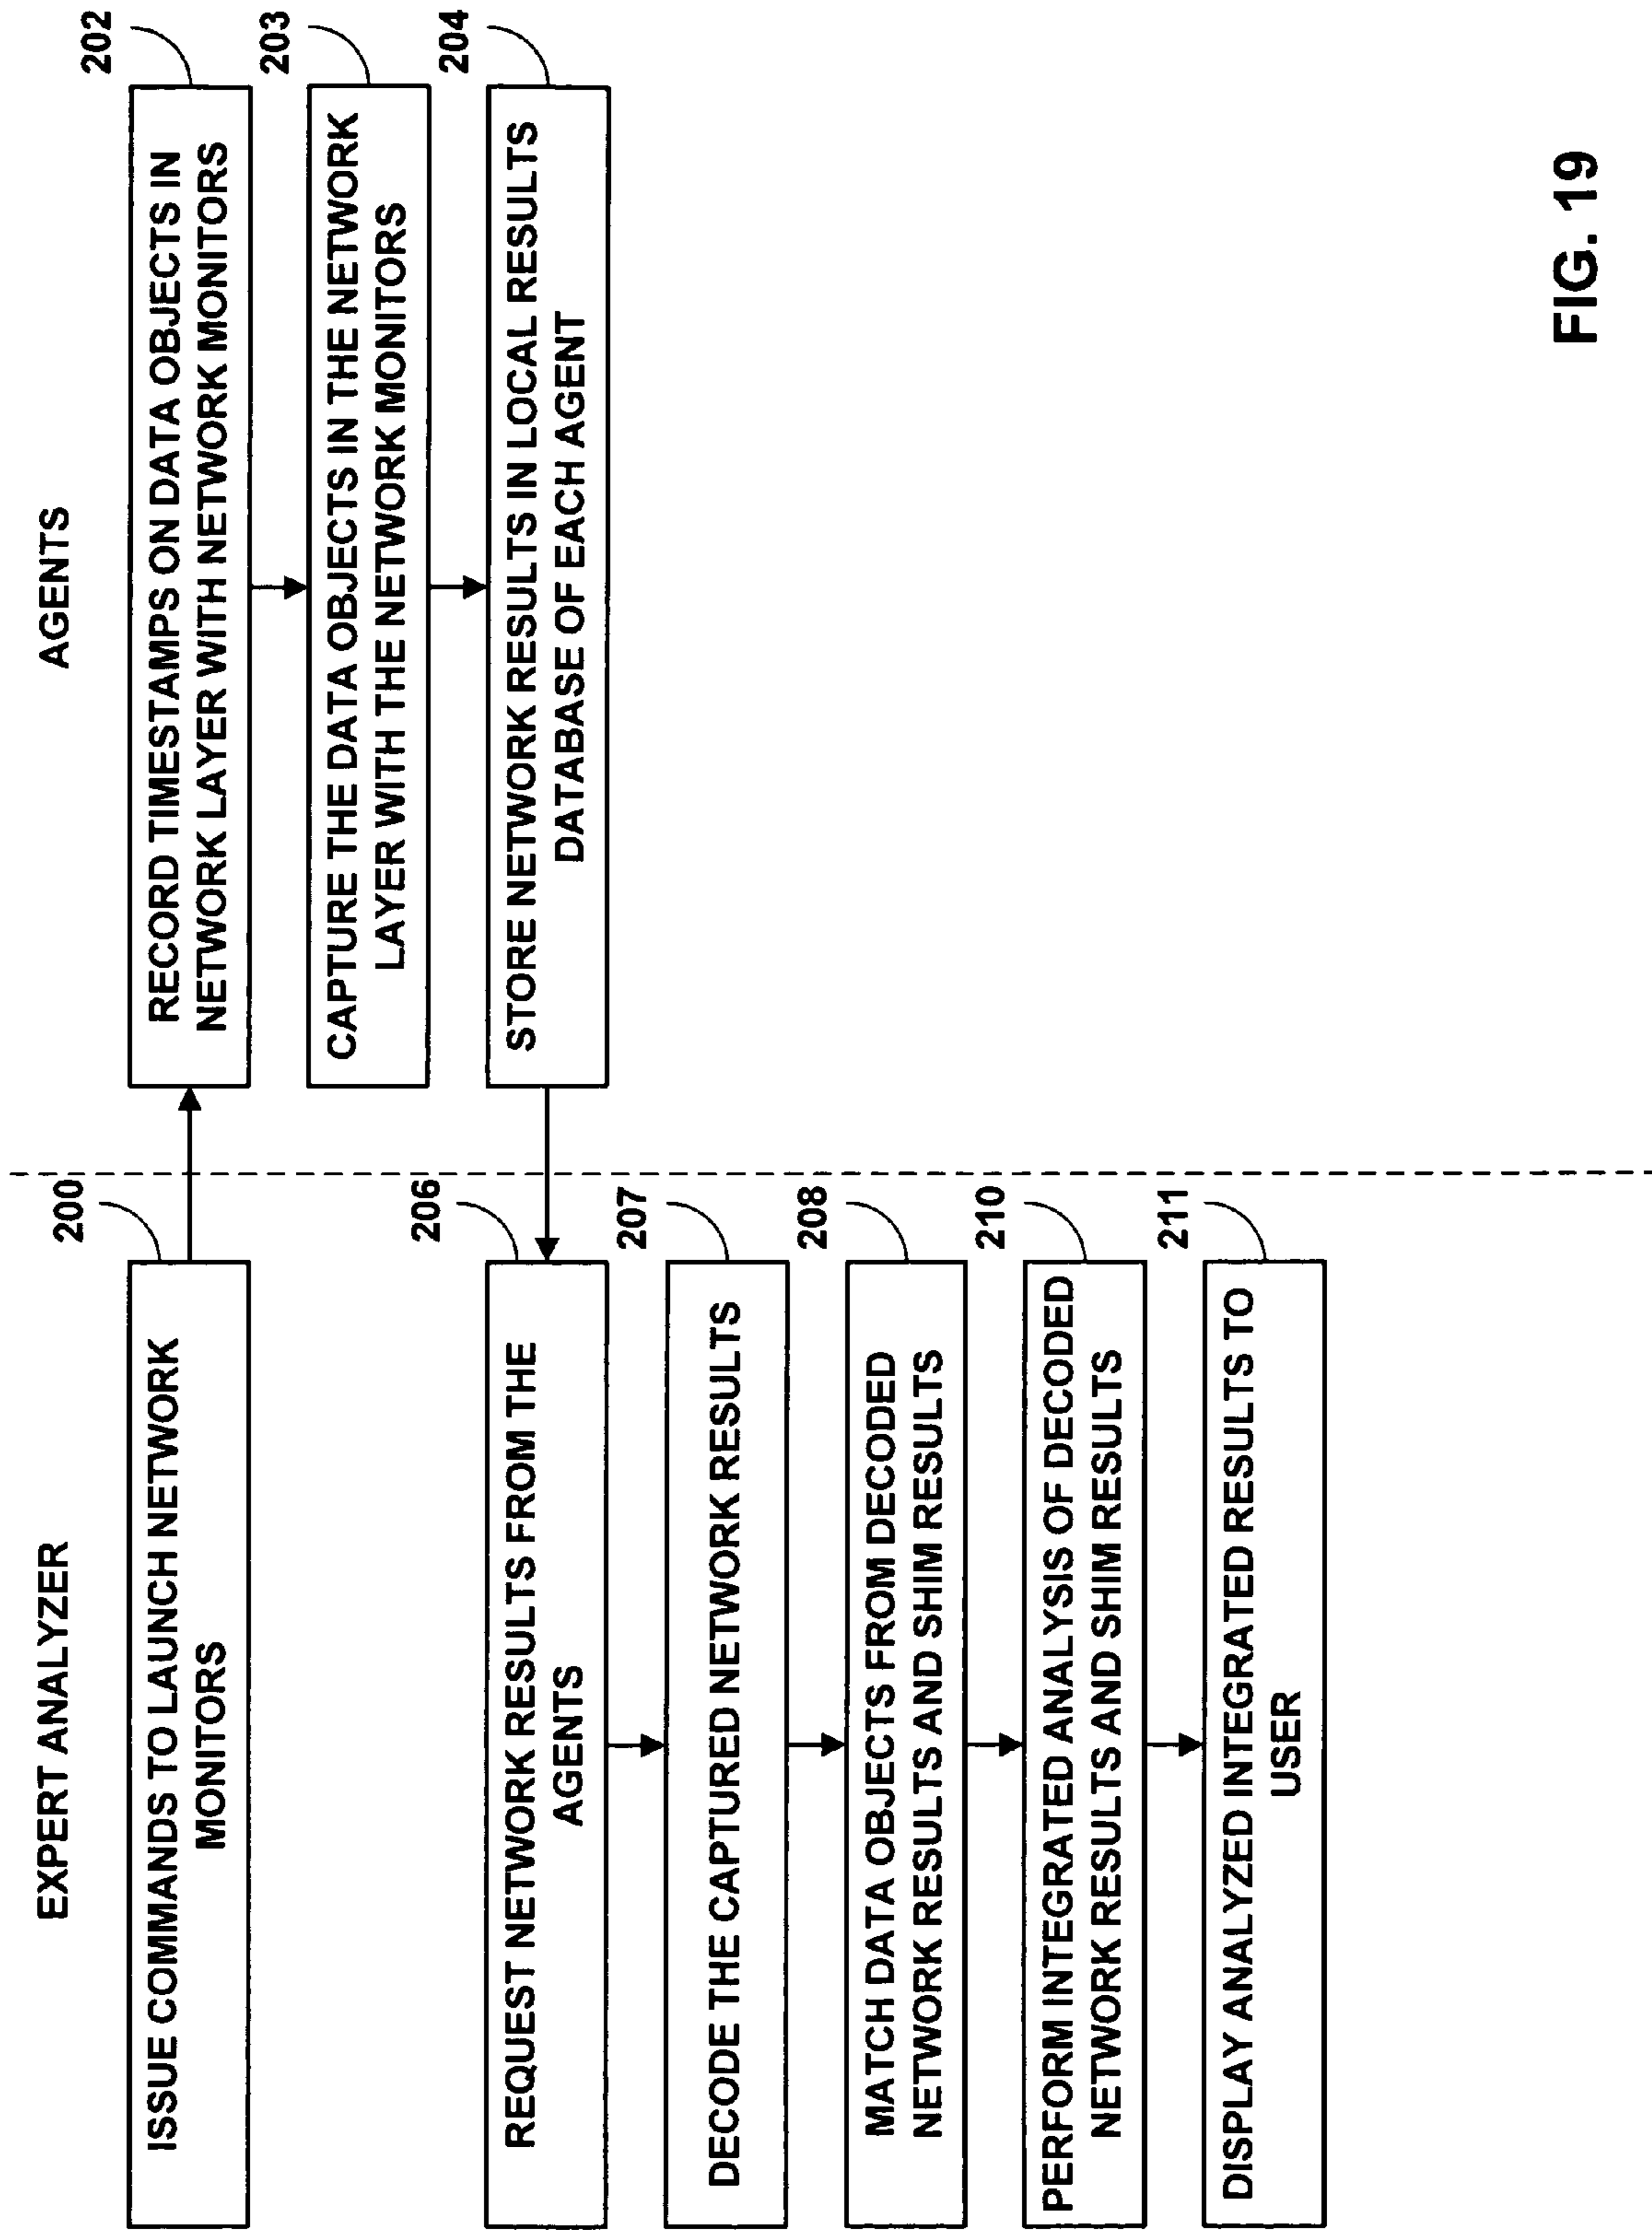 EXPERT ANALYZER
AGENTS
200
ISSUE COMMANDS TO LAUNCH NETWORK
MONITORS
202
RECORD TIMESTAMPS ON DATA OBJECTS IN
NETWORK LAYER WITH NETWORK MONITORS
203
CAPTURE THE DATA OBJECTS IN THE NETWORK
LAYER WITH THE NETWORK MONITORS
204
STORE NETWORK RESULTS IN LOCAL RESULTS
DATABASE OF EACH AGENT
206
REQUEST NETWORK RESULTS FROM THE
AGENTS
207
DECODE THE CAPTURED NETWORK RESULTS
208
MATCH DATA OBJECTS FROM DECODED
NETWORK RESULTS AND SHIM RESULTS
210
PERFORM INTEGRATED ANALYSIS OF DECODED
NETWORK RESULTS AND SHIM RESULTS
211
DISPLAY ANALYZED INTEGRATED RESULTS TO
USER
FIG. 19